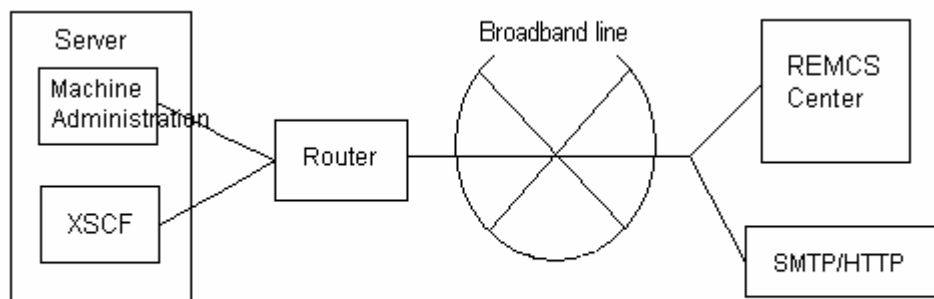 Server
Machine
Administration
XSCF
Router
Broadband line
REMCS
Center
SMTP/HTTP